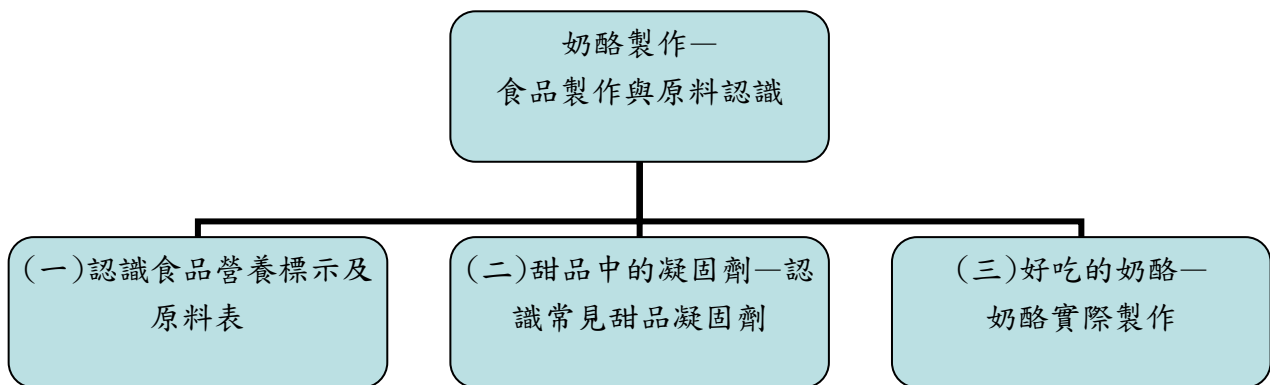 奶酪製作—
食品製作與原料認識
(一)認識食品營養標示及
原料表
(二)甜品中的凝固劑—認
識常見甜品凝固劑
(三)好吃的奶酪—
奶酪實際製作